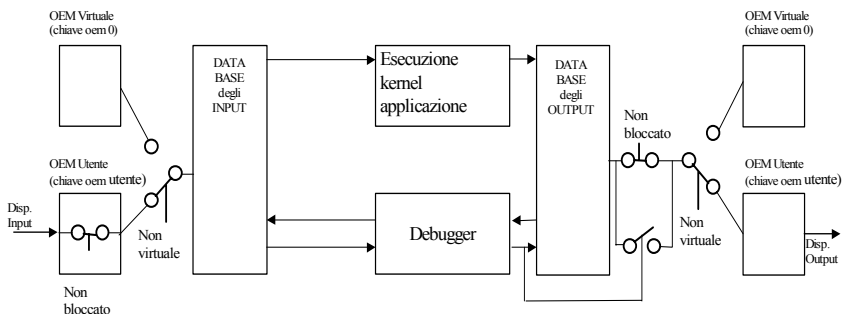 OEM Virtuale
(chiave oem 0)
OEM Virtuale
(chiave oem 0)
DATA
BASE
degli
INPUT
Esecuzione
kernel
applicazione
DATA
BASE
degli
OUTPUT
Non
bloccato
OEM Utente
(chiave oem utente)
OEM Utente
(chiave oem utente)
Disp.
Input
Non
virtuale
Debugger
Non
virtuale
Disp.
Output
Non
bloccato